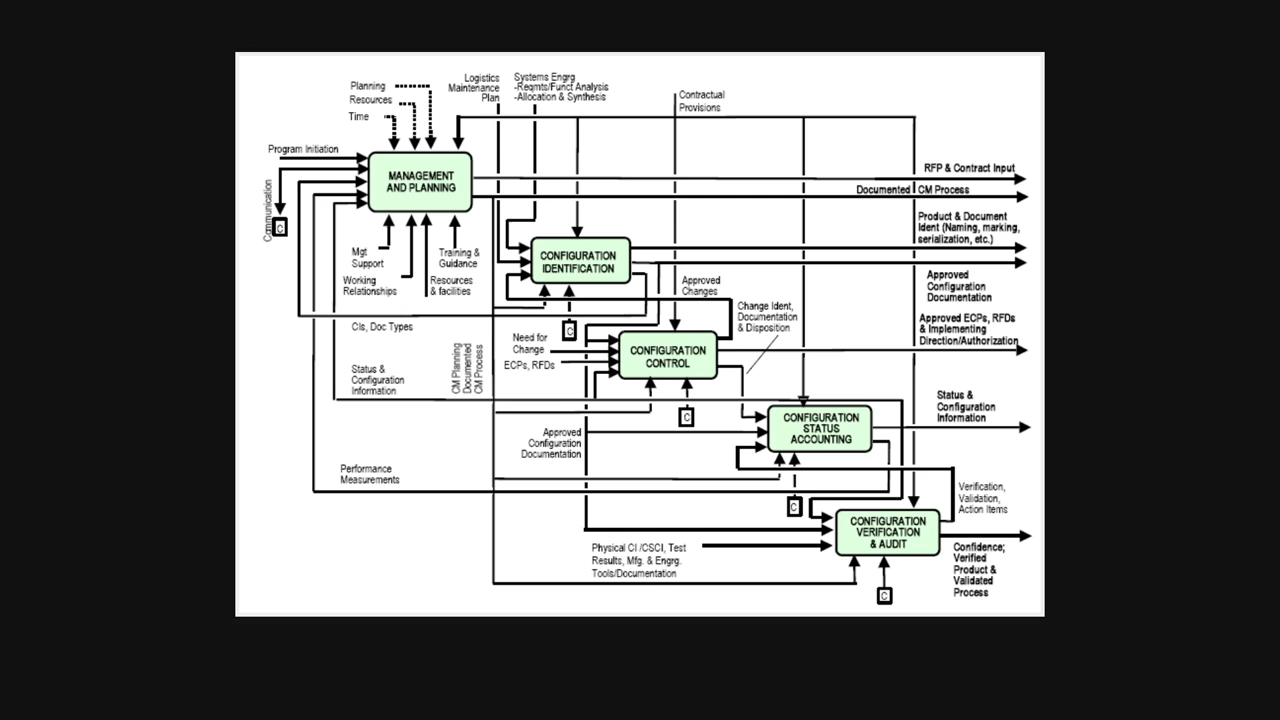 Planning
Resources
Time
Logistics
Maintenance
Plan
Systems Engrg
-Reqmts/Funct Analysis
-Allocation & Synthesis
Contractual
Provisions
Program Initiation
Communication
C
MANAGEMENT
AND PLANNING
RFP & Contract Input
Documented CM Process
Product & Document
Ident (Naming, marking,
serialization, etc.)
Mgt
Support
Working
Relationships
Training &
Guidance
Resources
& facilities
CONFIGURATION
IDENTIFICATION
C
Approved
Changes
Approved
Configuration
Documentation
Change Ident,
Documentation
& Disposition
Approved ECPs, RFDs
& Implementing
Direction/Authorization
CIs, Doc Types
Need for
Change
ECPs, RFDs
CONFIGURATION
CONTROL
C
Status &
Configuration
Information
CM Planning
Documented
CM Process
Status &
Configuration
Information
CONFIGURATION
STATUS
ACCOUNTING
C
Approved
Configuration
Documentation
Performance
Measurements
Verification,
Validation,
Action Items
CONFIGURATION
VERIFICATION
& AUDIT
C
Physical CI /CSCI, Test
Results, Mfg. & Engrg.
Tools/Documentation
Confidence;
Verified
Product &
Validated
Process